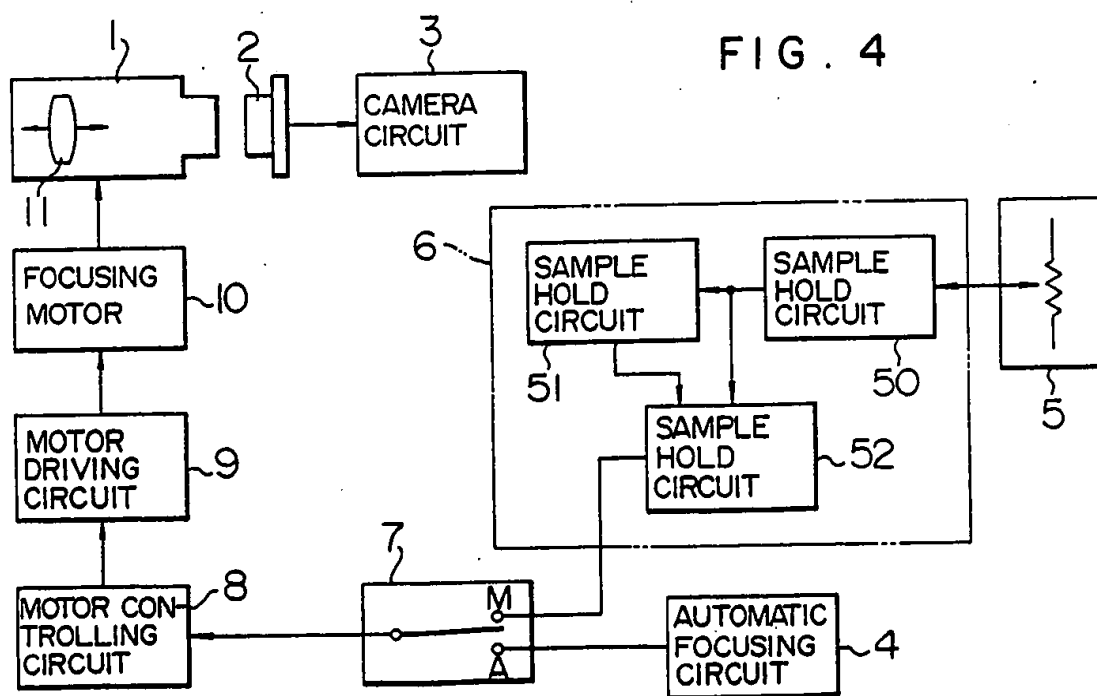 FIG. 4
1
2
3
CAMERA
CIRCUIT
11
6
SAMPLE
HOLD
CIRCUIT
51
SAMPLE
HOLD
CIRCUIT
50
5
FOCUSING
MOTOR
10
SAMPLE
HOLD
CIRCUIT
52
MOTOR
DRIVING
CIRCUIT
9
7
M
A
MOTOR CON
TROLLING
CIRCUIT
8
AUTOMATIC
FOCUSING
CIRCUIT
4